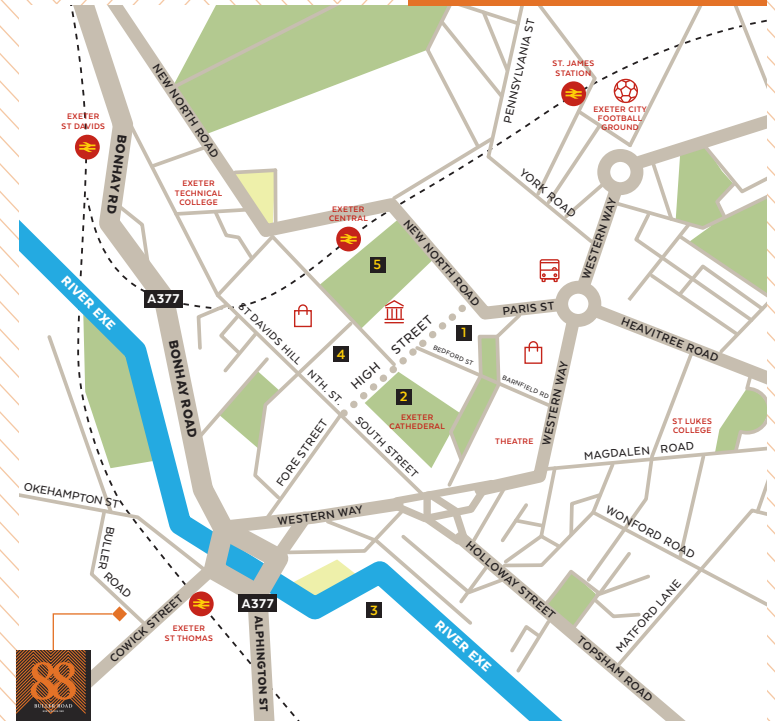 PENNSYLVANIA ST
ST. JAMES
STATION
NEW NORTH ROAD
EXETER CITY
FOOTBALL
GROUND
EXETER
ST DAVIDS
BONHAY RD
EXETER
TECHNICAL
COLLEGE
YORK ROAD
EXETER
CENTRAL
NEW NORTH ROAD
WESTERN WAY
5
RIVER EXE
A377
ST DAVIDS HILL
PARIS ST
HEAVITREE ROAD
1
HIGH STREET
BEDFORD ST
4
BONHAY ROAD
NTH. ST.
BARNFIELD RD
WESTERN WAY
2
EXETER
CATHEDERAL
SOUTH STREET
FORE STREET
THEATRE
ST LUKES
COLLEGE
MAGDALEN ROAD
OKEHAMPTON ST
WESTERN WAY
WONFORD ROAD
BULLER ROAD
HOLLOWAY STREET
MATFORD LANE
A377
3
COWICK STREET
EXETER
ST THOMAS
ALPHINGTON ST
RIVER EXE
TOPSHAM ROAD
88
BULLER ROAD